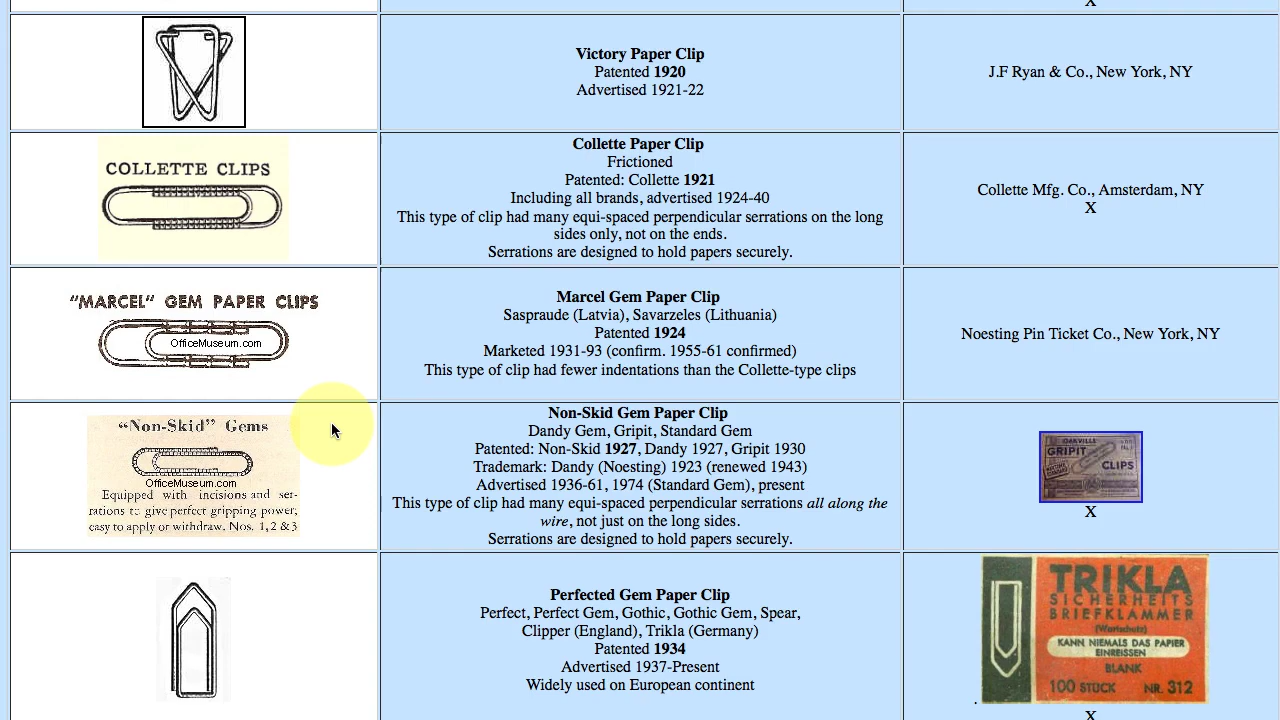 X
Victory Paper Clip
Patented 1920
Advertised 1921-22
J.F Ryan & Co., New York, NY
COLLETTE CLIPS
Collette Paper Clip
Frictioned
Patented: Collette 1921
Including all brands, advertised 1924-40
This type of clip had many equi-spaced perpendicular serrations on the long
sides only, not on the ends.
Serrations are designed to hold papers securely.
Collette Mfg. Co., Amsterdam, NY
X
"MARCEL" GEM PAPER CLIPS
OfficeMuseum.com
Marcel Gem Paper Clip
Saspraude (Latvia), Savarzeles (Lithuania)
Patented 1924
Marketed 1931-93 (confirm. 1955-61 confirmed)
This type of clip had fewer indentations than the Collette-type clips
Noesting Pin Ticket Co., New York, NY
"Non-Skid" Gems
OfficeMuseum.com
Equipped with incisions and ser-
rations to give perfect gripping power,
easy to apply or withdraw. Nos. 1, 2 & 3
Non-Skid Gem Paper Clip
Dandy Gem, Gripit, Standard Gem
Patented: Non-Skid 1927, Dandy 1927, Gripit 1930
Trademark: Dandy (Noesting) 1923 (renewed 1943)
Advertised 1936-61, 1974 (Standard Gem), present
This type of clip had many equi-spaced perpendicular serrations all along the
wire, not just on the long sides.
Serrations are designed to hold papers securely.
OAKVILLE
GRIPIT
CLIPS
X
Perfected Gem Paper Clip
Perfect, Perfect Gem, Gothic, Gothic Gem, Spear,
Clipper (England), Trikla (Germany)
Patented 1934
Advertised 1937-Present
Widely used on European continent
TRIKLA
SICHERHEITS
BRIEFKLAMMER
KANN NIEMALS DAS PAPIER
EINREISSEN
BLANK
100 STÜCK NR. 312
X